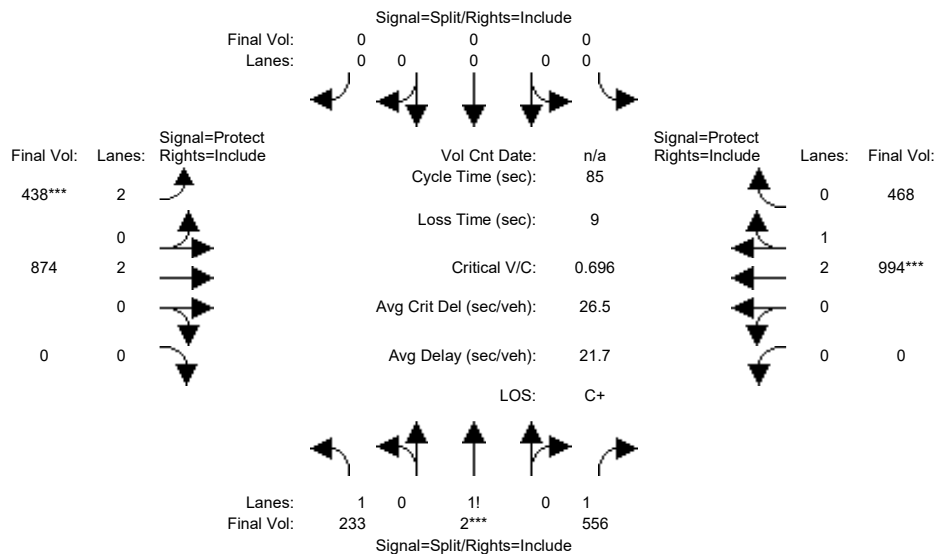 Signal=Split/Rights=Include
Final Vol: 0 0 0
Lanes: 0 0 0 0 0
Signal=Protect
Final Vol: Lanes: Rights=Include
Vol Cnt Date: n/a
Signal=Protect
Rights=Include Lanes: Final Vol:
Cycle Time (sec): 85
438*** 2
0 468
Loss Time (sec): 9
0
1
874 2
Critical V/C: 0.696
2 994***
0
Avg Crit Del (sec/veh): 26.5
0
0 0
Avg Delay (sec/veh): 21.7
0 0
LOS: C+
Lanes: 1 0 1! 0 1
Final Vol: 233 2*** 556
Signal=Split/Rights=Include